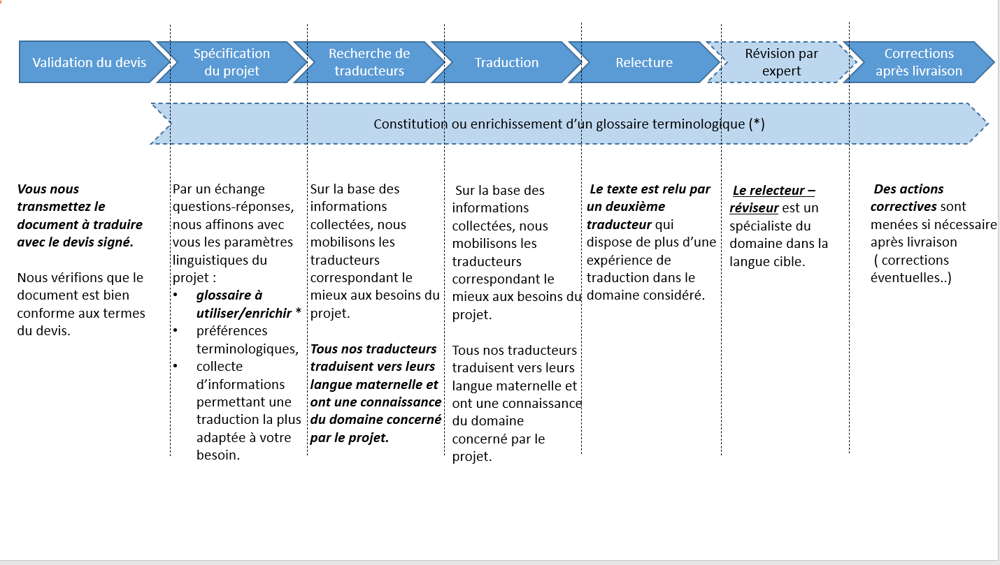 Validation du devis
Spécification
du projet
Recherche de
traducteurs
Traduction
Relecture
Révision par
expert
Corrections
après livraison
Constitution ou enrichissement d’un glossaire terminologique (*)
Vous nous
transmettez le
document à traduire
avec le devis signé.
Nous vérifions que le
document est bien
conforme aux termes
du devis.
Par un échange
questions-réponses,
nous affinons avec
vous les paramètres
linguistiques du
projet :
• glossaire à
utiliser/enrichir *
• préférences
terminologiques,
• collecte
d’informations
permettant une
traduction la plus
adaptée à votre
besoin.
Sur la base des
informations
collectées, nous
mobilisons les
traducteurs
correspondant le
mieux aux besoins du
projet.
Tous nos traducteurs
traduisent vers leurs
langue maternelle et
ont une connaissance
du domaine concerné
par le projet.
Sur la base des
informations
collectées, nous
mobilisons les
traducteurs
correspondant le
mieux aux besoins du
projet.
Tous nos traducteurs
traduisent vers leurs
langue maternelle et
ont une connaissance
du domaine
concerné par le
projet.
Le texte est relu par
un deuxième
traducteur qui
dispose de plus d’une
expérience de
traduction dans le
domaine considéré.
Le relecteur –
réviseur est un
spécialiste du
domaine dans la
langue cible.
Des actions
correctives sont
menées si nécessaire
après livraison
( corrections
éventuelles..)